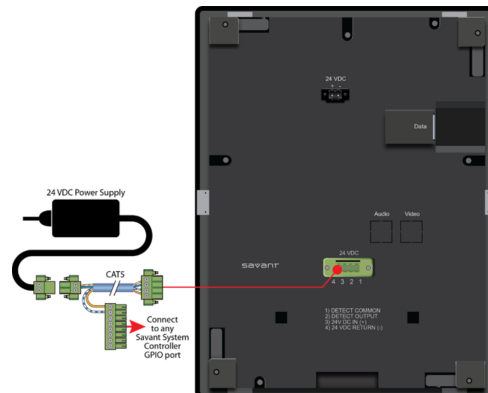 24 VDC
+ -
Data
24 VDC Power Supply
Audio Video
24 VDC
savant
CAT5
4 3 2 1
Connect
to any
Savant System
Controller
GPIO port
1) DETECT COMMON
2) DETECT OUTPUT
3) 24V DC IN (+)
4) 24 VDC RETURN (-)